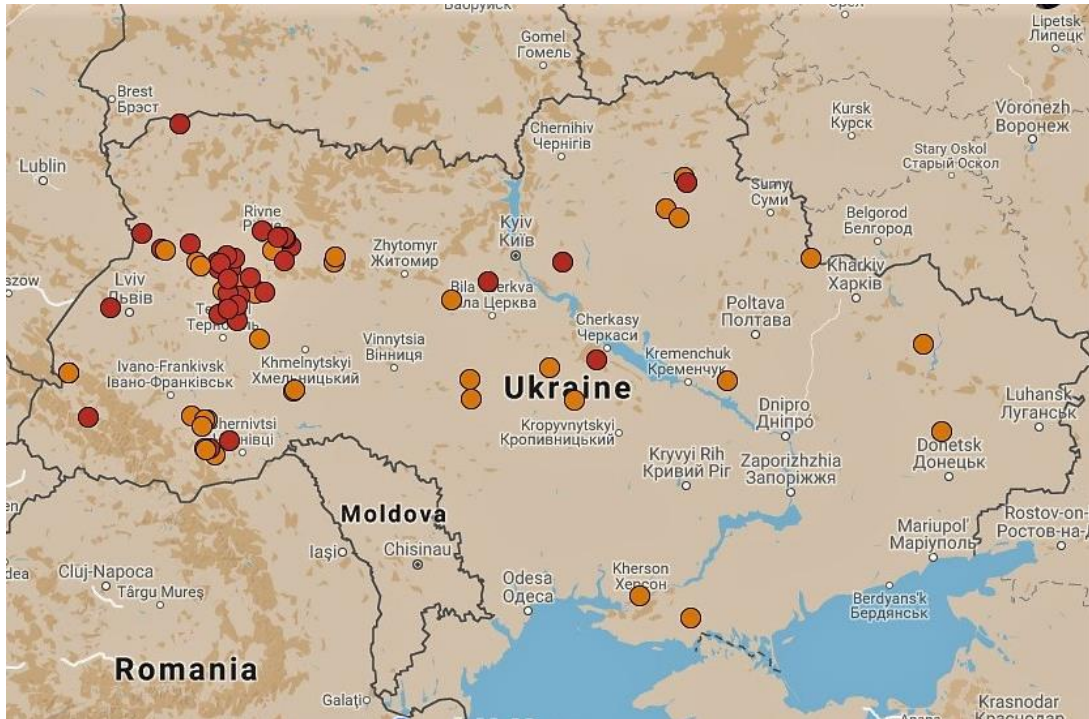 Бабруйск
Gomel
Гомель
Lipetsk-
Липецк
Brest
Брэст
Kursk
Курск
Voronezh
Воронеж
Chernihiv
Чернігів
Stary Oskol
Старый Оскол
Lublin
Sumy
Суми
Rivne
Belgorod
Белгород
Kyiv
Київ
Zhytomyr
Житомир
Kharkiv
Харків
Lviv
Львів
Poltava
Полтава
Cherkasy
Черкаси
Vinnytsia
Вінниця
Kremenchuk
Кременчук
Ivano-Frankivsk
Івано-Франківськ
Khmelnytskyi
Хмельницький
Ukraine
Luhansk
Луганськ
Dnipro
Дніпро
Kropyvnytskyi
Кропивницький
Donetsk
Донецьк
Kryvyi Rih
Кривий Ріг
Zaporizhzhia
Запоріжжя
Moldova
Mariupol'
Маріуполь
Rostov-on-
Ростов-на-Д
Iași
Chisinau
Cluj-Napoca
Târgu Mureș
Odesa
Одеса
Kherson
Berdyans'k
Бердянськ
Romania
Galați
Krasnodar
Краснодар